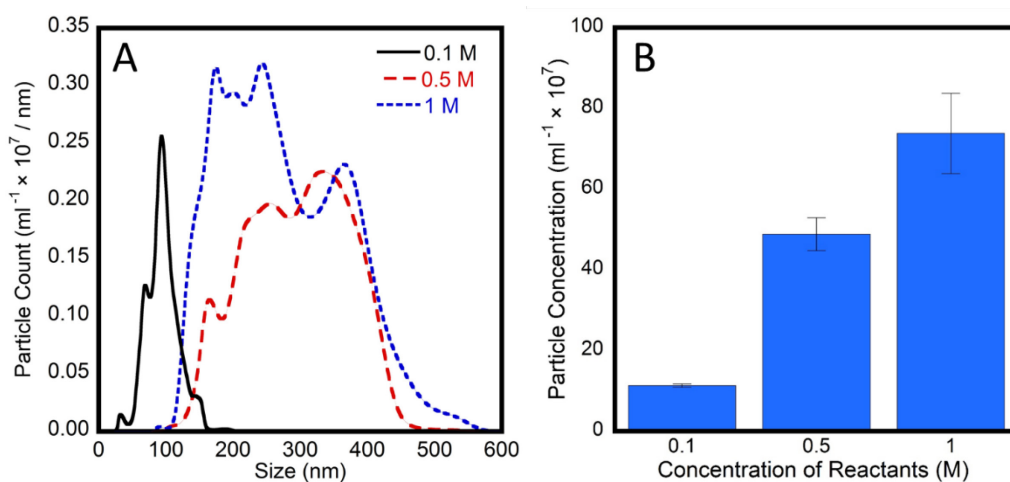 A
0.1 M
0.5 M
1 M
0.35
0.30
0.25
0.20
0.15
0.10
0.05
0.00
0 100 200 300 400 500 600
Size (nm)
Particle Count (ml⁻¹ × 10⁷ / nm)
B
100
80
60
40
20
0
0.1 0.5 1
Concentration of Reactants (M)
Particle Concentration (ml⁻¹ × 10⁷)